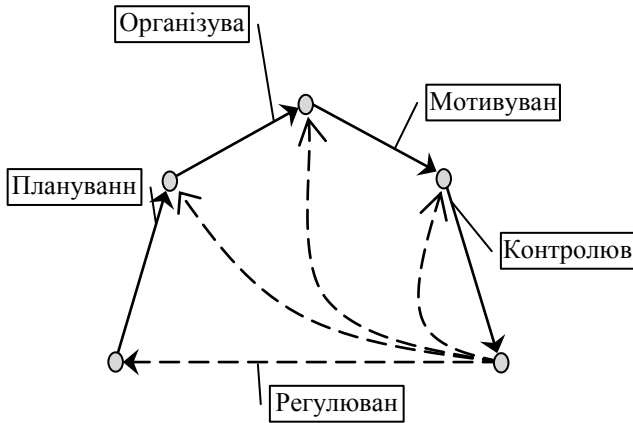 Організува
Мотивуван
Плануванн
Контролюв
Регулюван